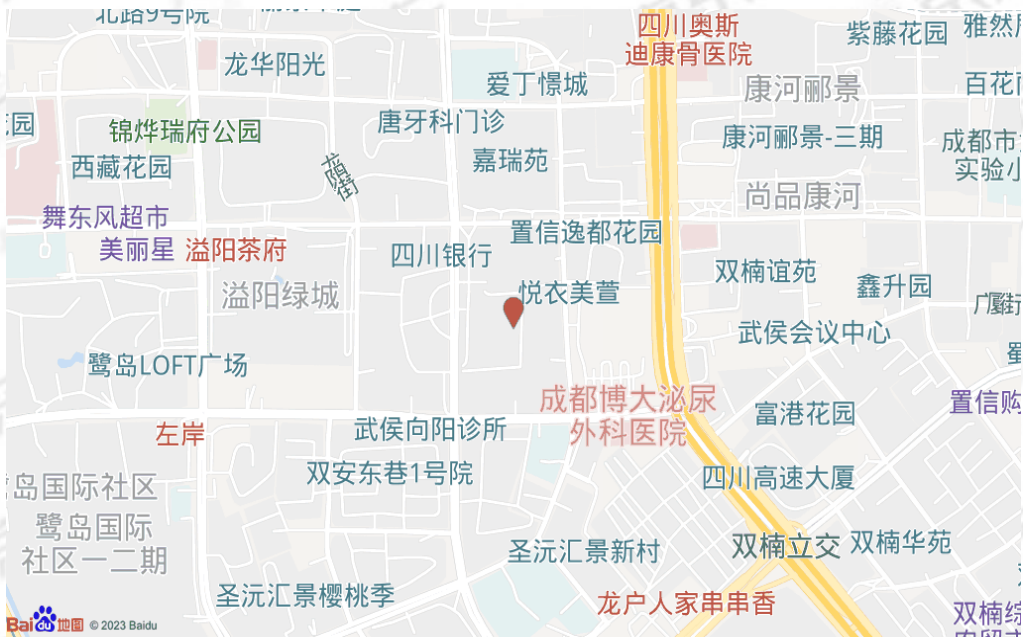 北路9号院
四川奥斯
迪康骨医院
紫藤花园
龙华阳光
爱丁憬城
康河郦景
花园
锦烨瑞府公园
唐牙科门诊
康河郦景-三期
成都市
实验小
西藏花园
龙阳街
嘉瑞苑
尚品康河
舞东风超市
美丽星
溢阳茶府
四川银行
置信逸都花园
双楠谊苑
鑫升园
溢阳绿城
悦衣美萱
武侯会议中心
鹭岛LOFT广场
成都博大泌尿
外科医院
置信购
富港花园
左岸
武侯向阳诊所
双安东巷1号院
四川高速大厦
岛国际社区
鹭岛国际
社区一二期
圣沅汇景新村
双楠立交
双楠华苑
圣沅汇景樱桃季
龙户人家串串香
双楠综
Bai du 地图 © 2023 Baidu